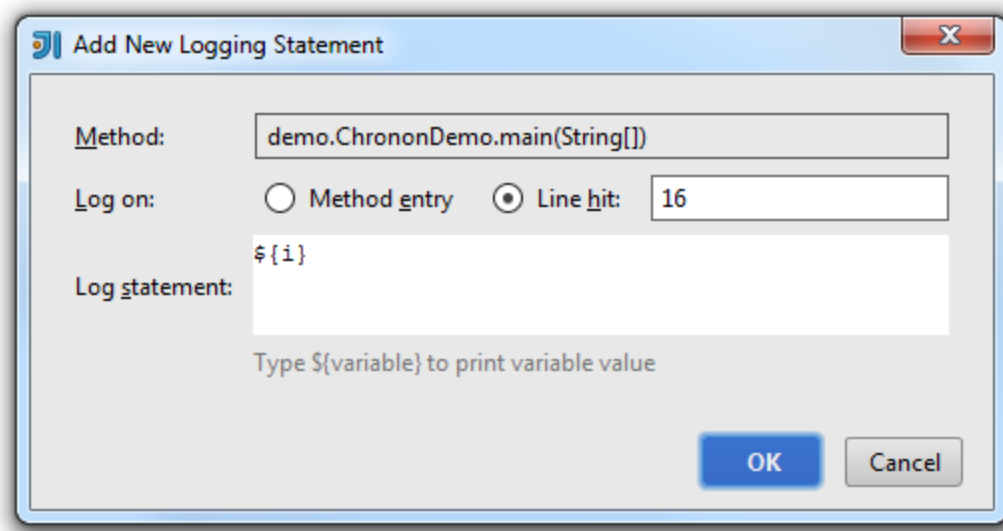 Add New Logging Statement
Method: demo.ChrononDemo.main(String[])
Log on: Method entry Line hit: 16
Log statement: ${i}
Type ${variable} to print variable value
OK Cancel